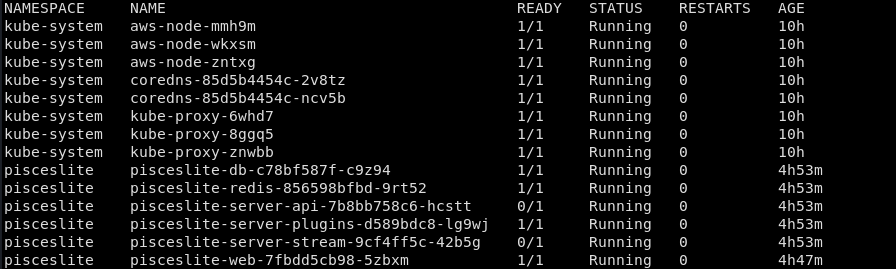 NAMESPACE NAME READY STATUS RESTARTS AGE
kube-system aws-node-mmh9m 1/1 Running 0 10h
kube-system aws-node-wkxsm 1/1 Running 0 10h
kube-system aws-node-zntxg 1/1 Running 0 10h
kube-system coredns-85d5b4454c-2v8tz 1/1 Running 0 10h
kube-system coredns-85d5b4454c-ncv5b 1/1 Running 0 10h
kube-system kube-proxy-6whd7 1/1 Running 0 10h
kube-system kube-proxy-8ggq5 1/1 Running 0 10h
kube-system kube-proxy-znwbb 1/1 Running 0 10h
pisceslite pisceslite-db-c78bf587f-c9z94 1/1 Running 0 4h53m
pisceslite pisceslite-redis-856598bfbd-9rt52 1/1 Running 0 4h53m
pisceslite pisceslite-server-api-7b8bb758c6-hcstt 0/1 Running 0 4h53m
pisceslite pisceslite-server-plugins-d589bdc8-lg9wj 1/1 Running 0 4h53m
pisceslite pisceslite-server-stream-9cf4ff5c-42b5g 0/1 Running 0 4h53m
pisceslite pisceslite-web-7fbdd5cb98-5zbxm 1/1 Running 0 4h47m